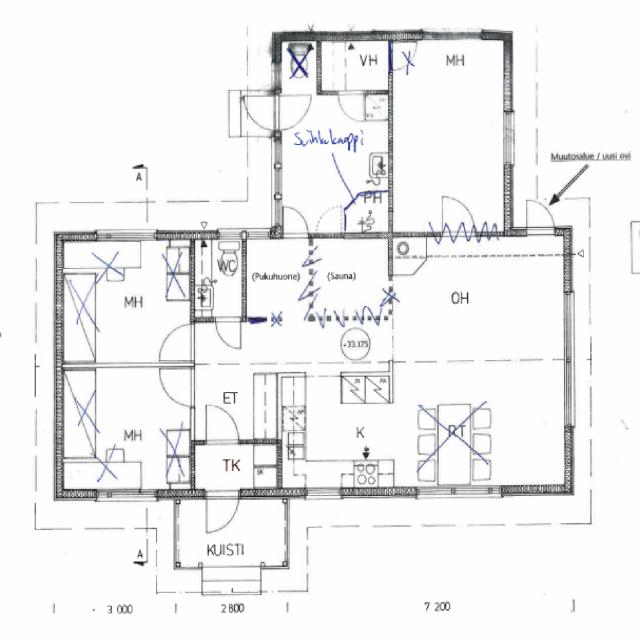 VH
MH
Suihkukaappi
Muutosalue / uusi ovi
A
PH
WC
(Pukuhuone)
(Sauna)
MH
OH
+33.175
ET
K
RT
MH
TK
A
KUISTI
3 000
2 800
7 200